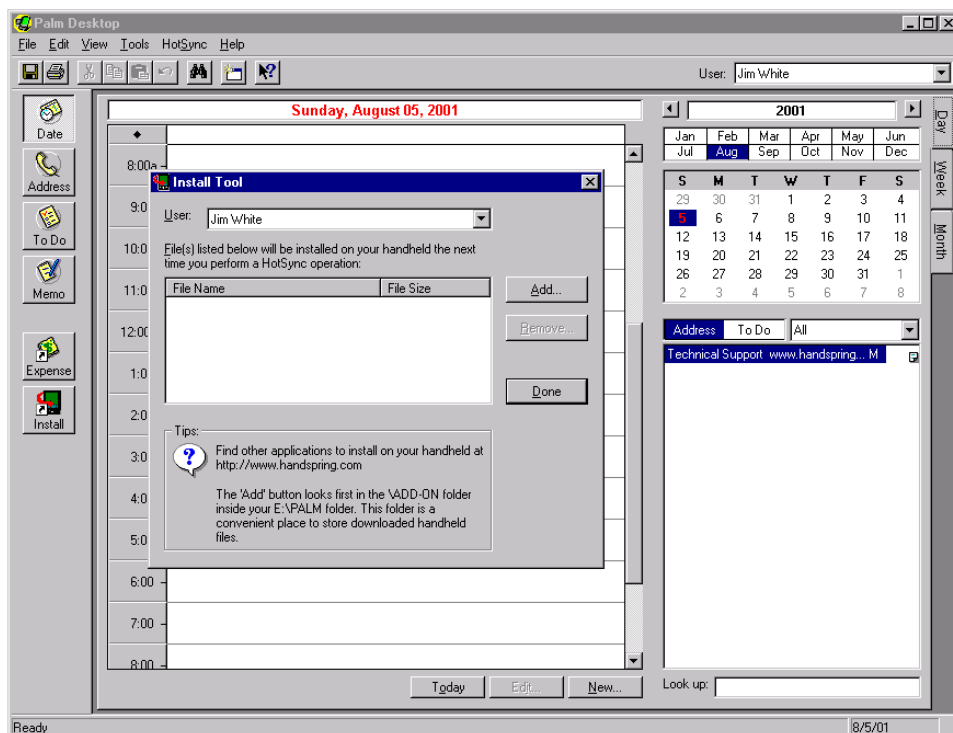 Palm Desktop
File Edit View Tools HotSync Help
User: Jim White
Date
Address
To Do
Memo
Expense
Install
Sunday, August 05, 2001
8:00a
9:0
10:0
11:0
12:00
1:0
2:0
3:0
4:0
5:0
6:00
7:00
8:00
Install Tool
User: Jim White
File(s) listed below will be installed on your handheld the next
time you perform a HotSync operation:
File Name File Size
Add...
Remove...
Done
Tips:
Find other applications to install on your handheld at
http://www.handspring.com
The 'Add' button looks first in the \ADD-ON folder
inside your E:\PALM folder. This folder is a
convenient place to store downloaded handheld
files.
Today Edit... New...
2001
Jan Feb Mar Apr May Jun
Jul Aug Sep Oct Nov Dec
S M T W T F S
29 30 31 1 2 3 4
5 6 7 8 9 10 11
12 13 14 15 16 17 18
19 20 21 22 23 24 25
26 27 28 29 30 31 1
2 3 4 5 6 7 8
Address To Do All
Technical Support www.handspring... M
Look up:
Day
Week
Month
Ready 8/5/01